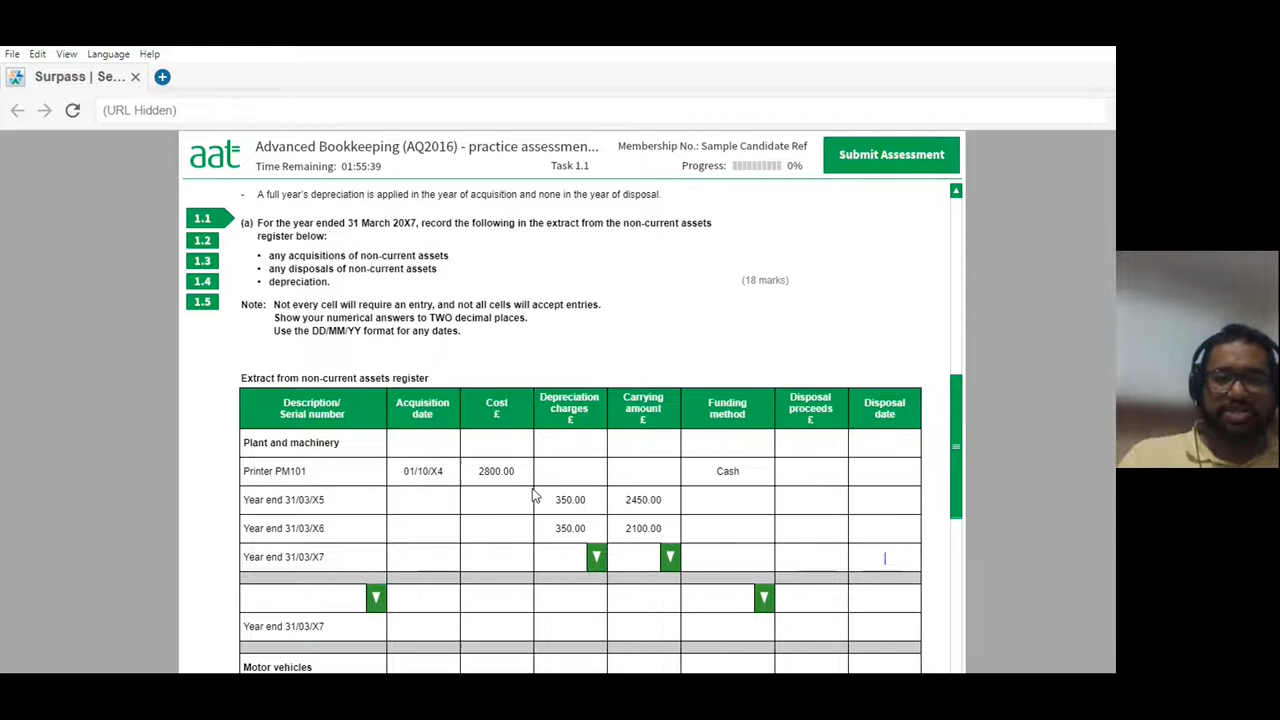 File Edit View Language Help
Surpass | Se...
(URL Hidden)
aat
Advanced Bookkeeping (AQ2016) - practice assessmen...
Membership No.: Sample Candidate Ref
Submit Assessment
Time Remaining: 01:55:39
Task 1.1
Progress: 0%
- A full year's depreciation is applied in the year of acquisition and none in the year of disposal.
1.1
1.2
1.3
1.4
1.5
(a) For the year ended 31 March 20X7, record the following in the extract from the non-current assets
register below:
• any acquisitions of non-current assets
• any disposals of non-current assets
• depreciation.
(18 marks)
Note: Not every cell will require an entry, and not all cells will accept entries.
Show your numerical answers to TWO decimal places.
Use the DD/MM/YY format for any dates.
Extract from non-current assets register
Description/ Serial number Acquisition date Cost £ Depreciation charges £ Carrying amount £ Funding method Disposal proceeds £ Disposal date
Plant and machinery
Printer PM101 01/10/X4 2800.00 Cash
Year end 31/03/X5 350.00 2450.00
Year end 31/03/X6 350.00 2100.00
Year end 31/03/X7
Year end 31/03/X7
Motor vehicles